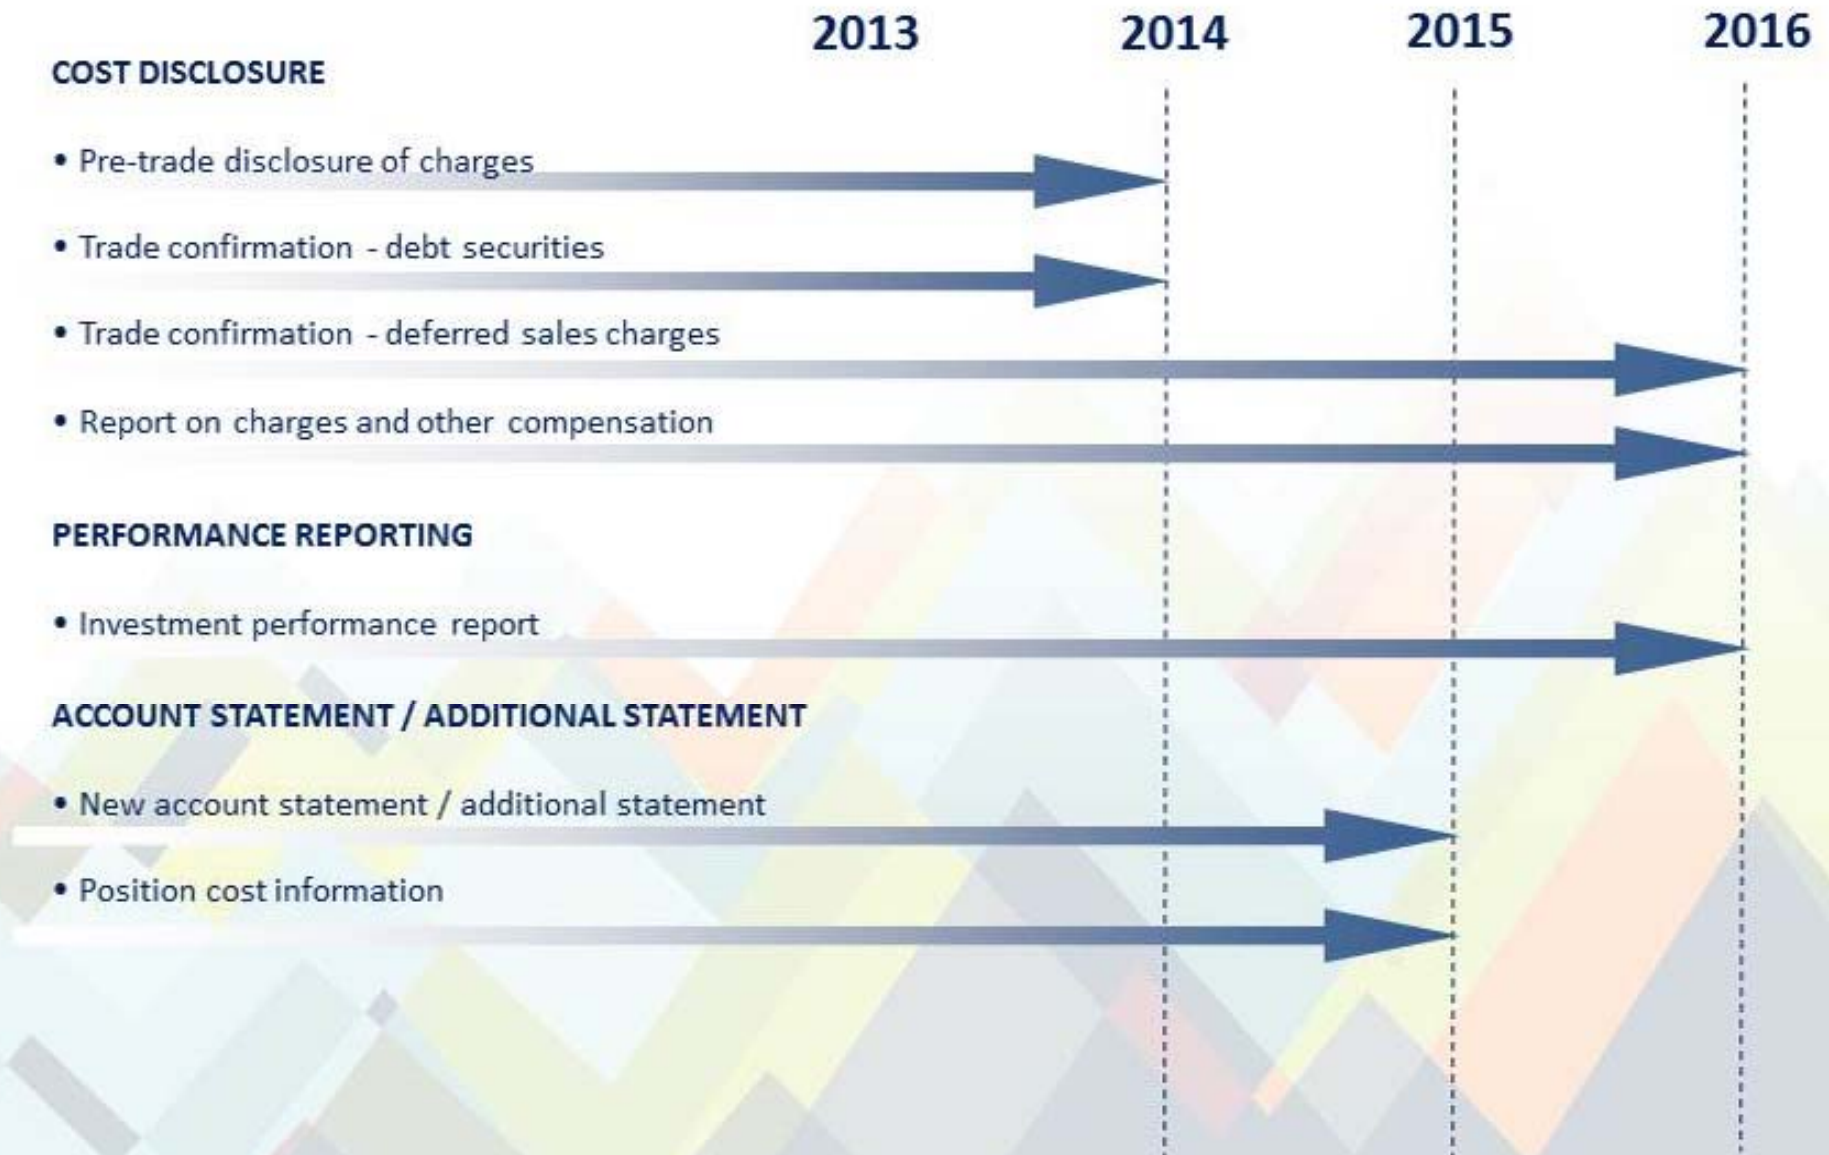 2013 2014 2015 2016
COST DISCLOSURE
• Pre-trade disclosure of charges
• Trade confirmation - debt securities
• Trade confirmation - deferred sales charges
• Report on charges and other compensation
PERFORMANCE REPORTING
• Investment performance report
ACCOUNT STATEMENT / ADDITIONAL STATEMENT
• New account statement / additional statement
• Position cost information